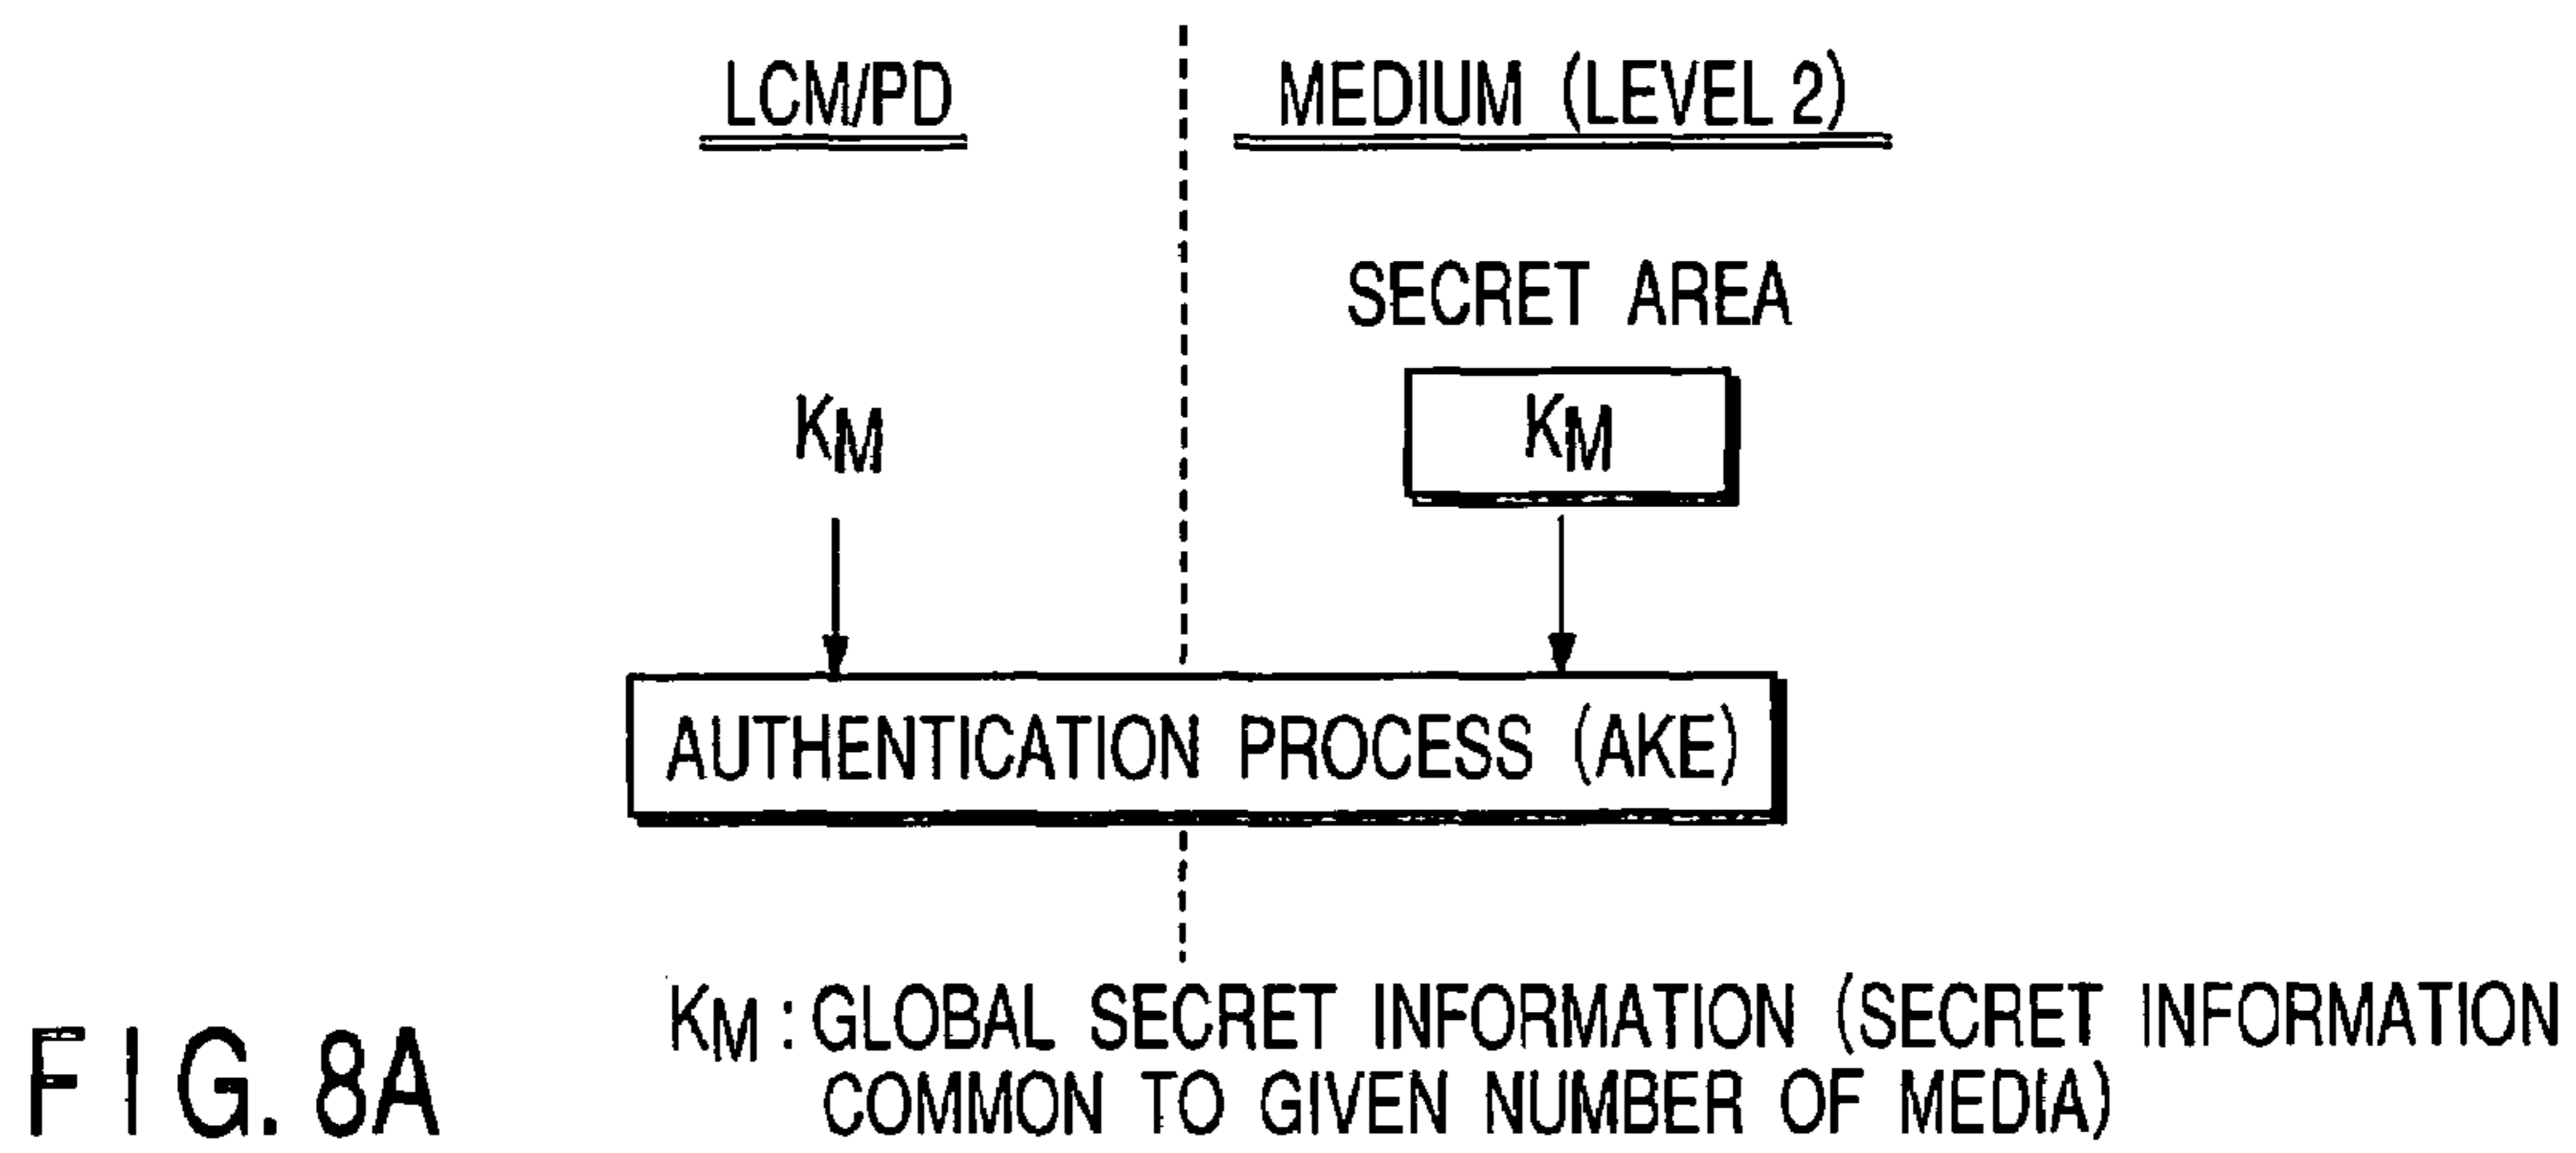 LCM/PD
MEDIUM (LEVEL 2)
SECRET AREA
KM
KM
AUTHENTICATION PROCESS (AKE)
KM : GLOBAL SECRET INFORMATION (SECRET INFORMATION
COMMON TO GIVEN NUMBER OF MEDIA)
FIG. 8A